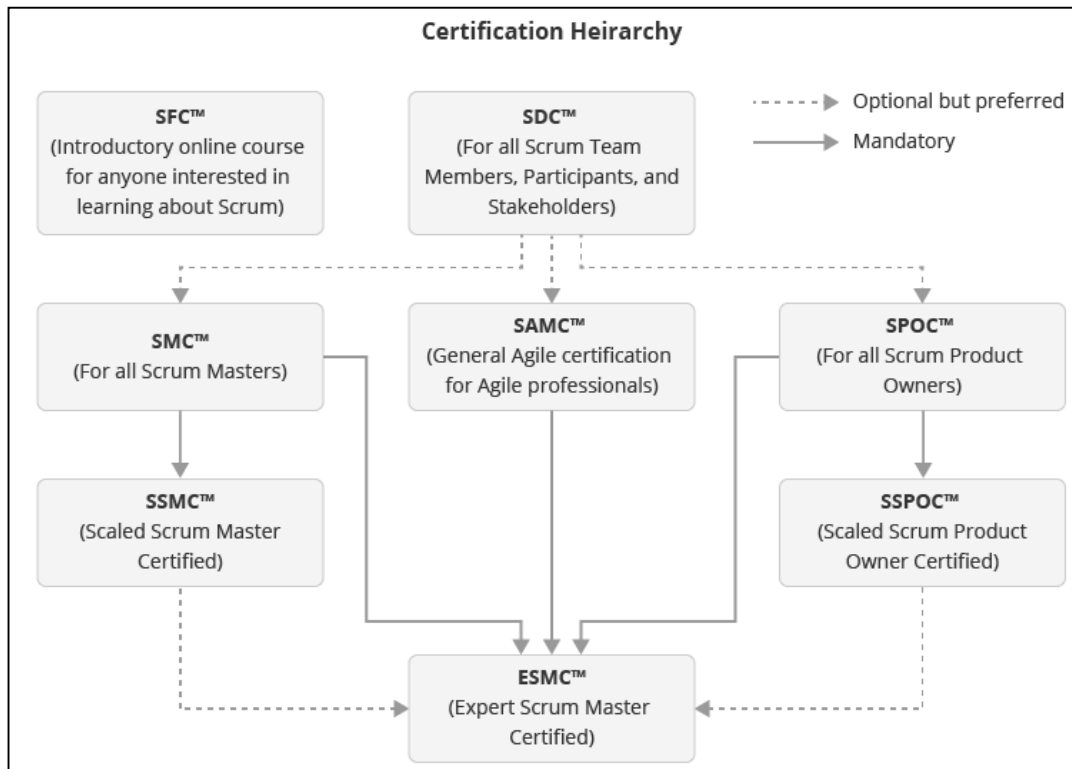 Certification Heirarchy
SFC™
(Introductory online course
for anyone interested in
learning about Scrum)
SDC™
(For all Scrum Team
Members, Participants, and
Stakeholders)
Optional but preferred
Mandatory
SMC™
(For all Scrum Masters)
SAMC™
(General Agile certification
for Agile professionals)
SPOC™
(For all Scrum Product
Owners)
SSMC™
(Scaled Scrum Master
Certified)
SSPOC™
(Scaled Scrum Product
Owner Certified)
ESMC™
(Expert Scrum Master
Certified)